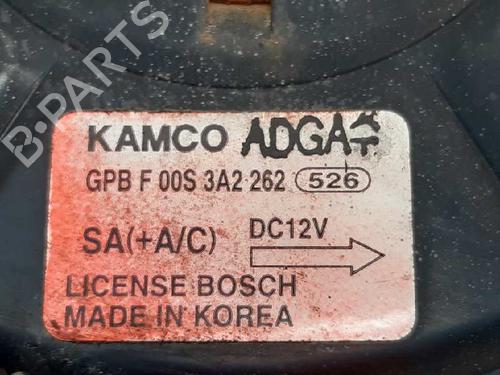 B-PARTS
KAMCO ADGA
GPB F 00S 3A2 262 526
SA(+A/C) DC12V
LICENSE BOSCH
MADE IN KOREA